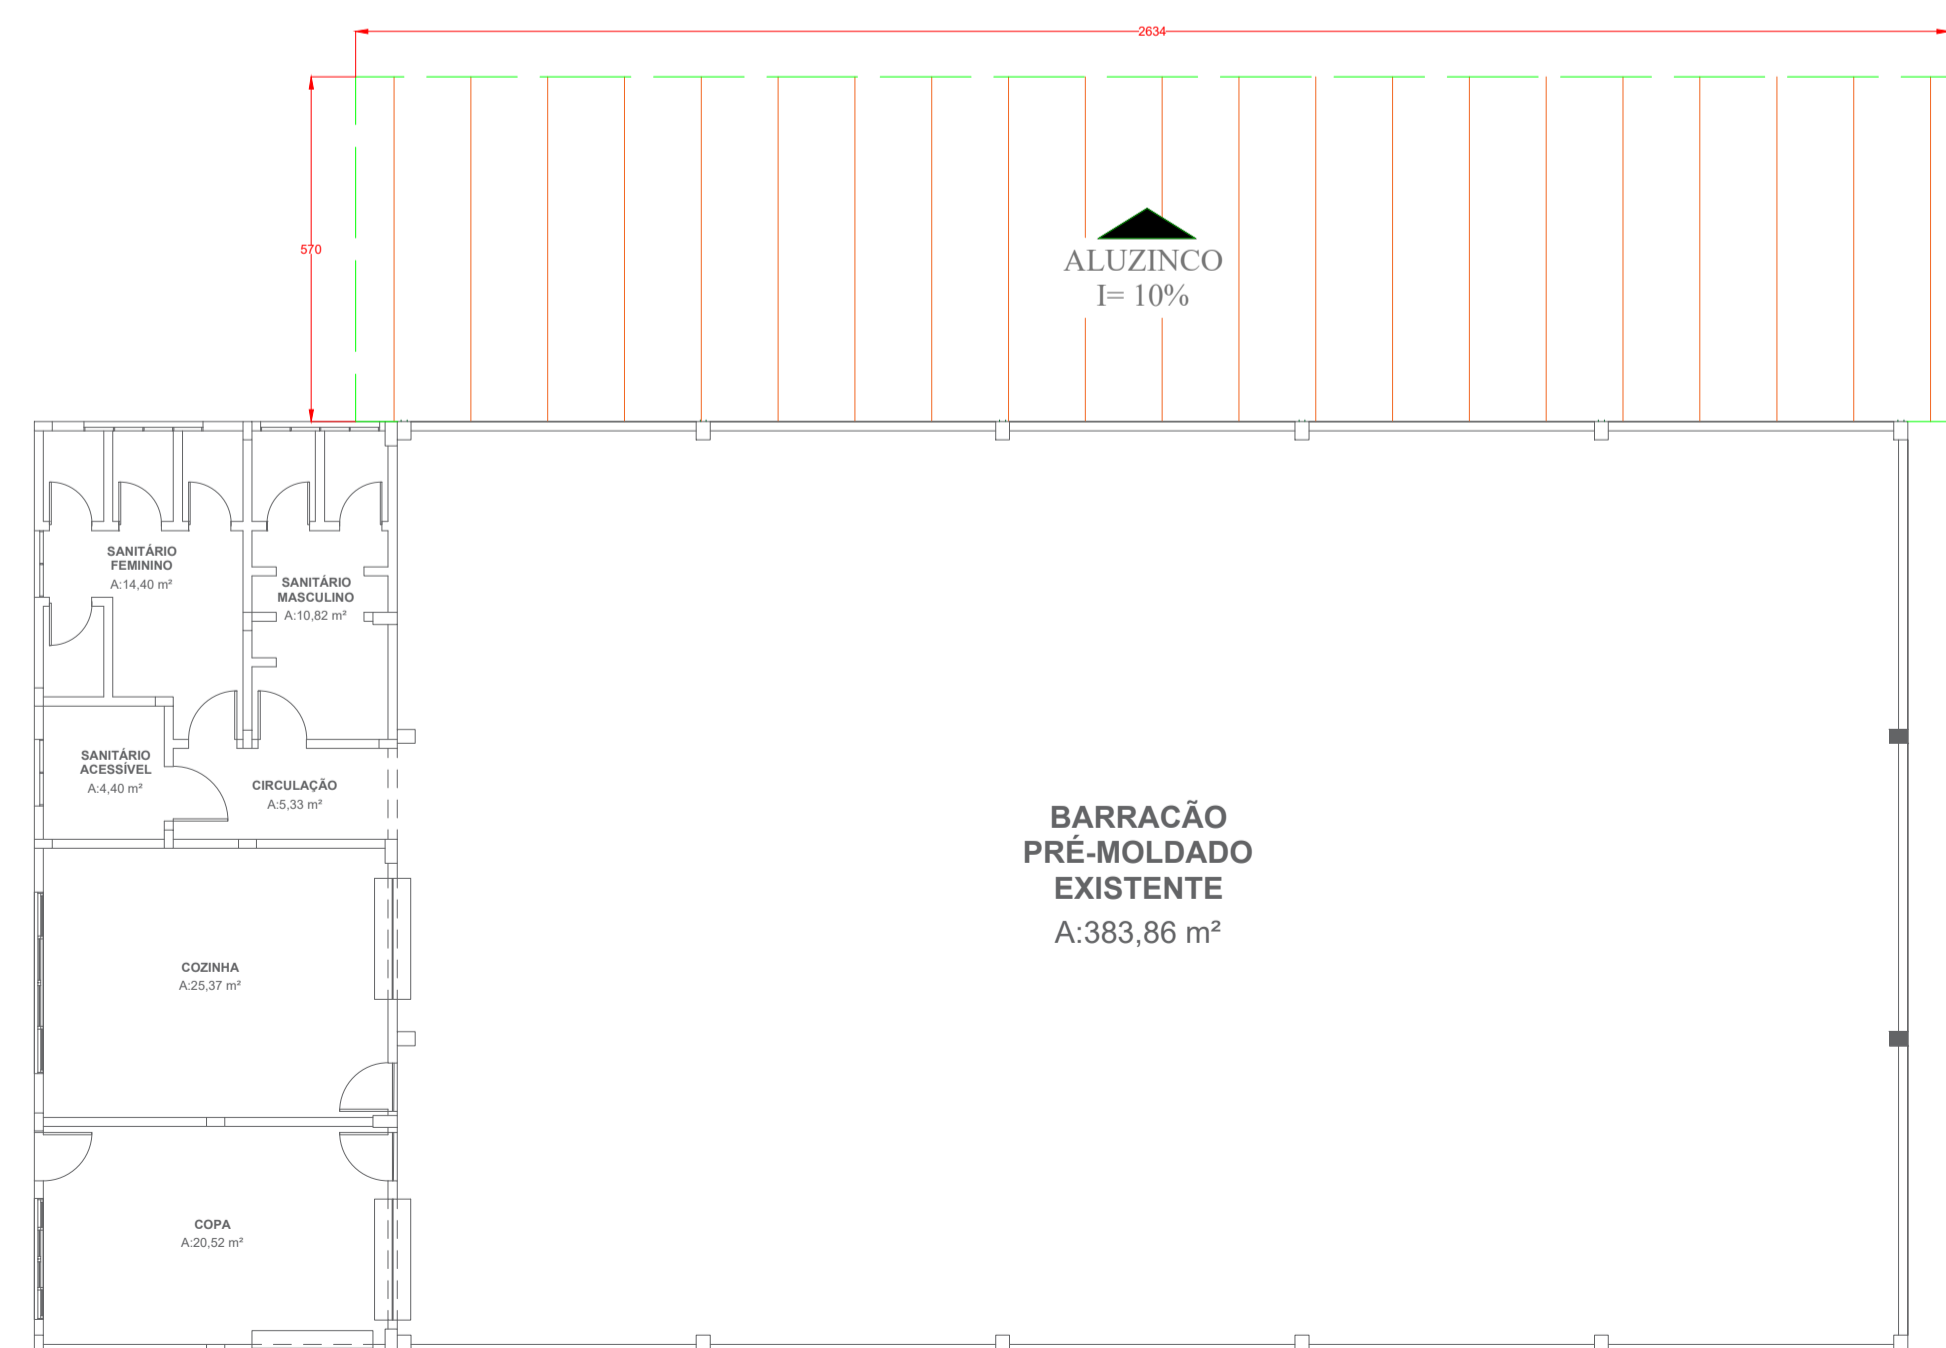 2634
570
ALUZINCO
I= 10%
SANITÁRIO
FEMININO
A:14,40 m²
SANITÁRIO
MASCULINO
A:10,82 m²
SANITÁRIO
ACESSÍVEL
A:4,40 m²
CIRCULAÇÃO
A:5,33 m²
BARRACÃO
PRÉ-MOLDADO
EXISTENTE
A:383,86 m²
COZINHA
A:25,37 m²
COPA
A:20,52 m²